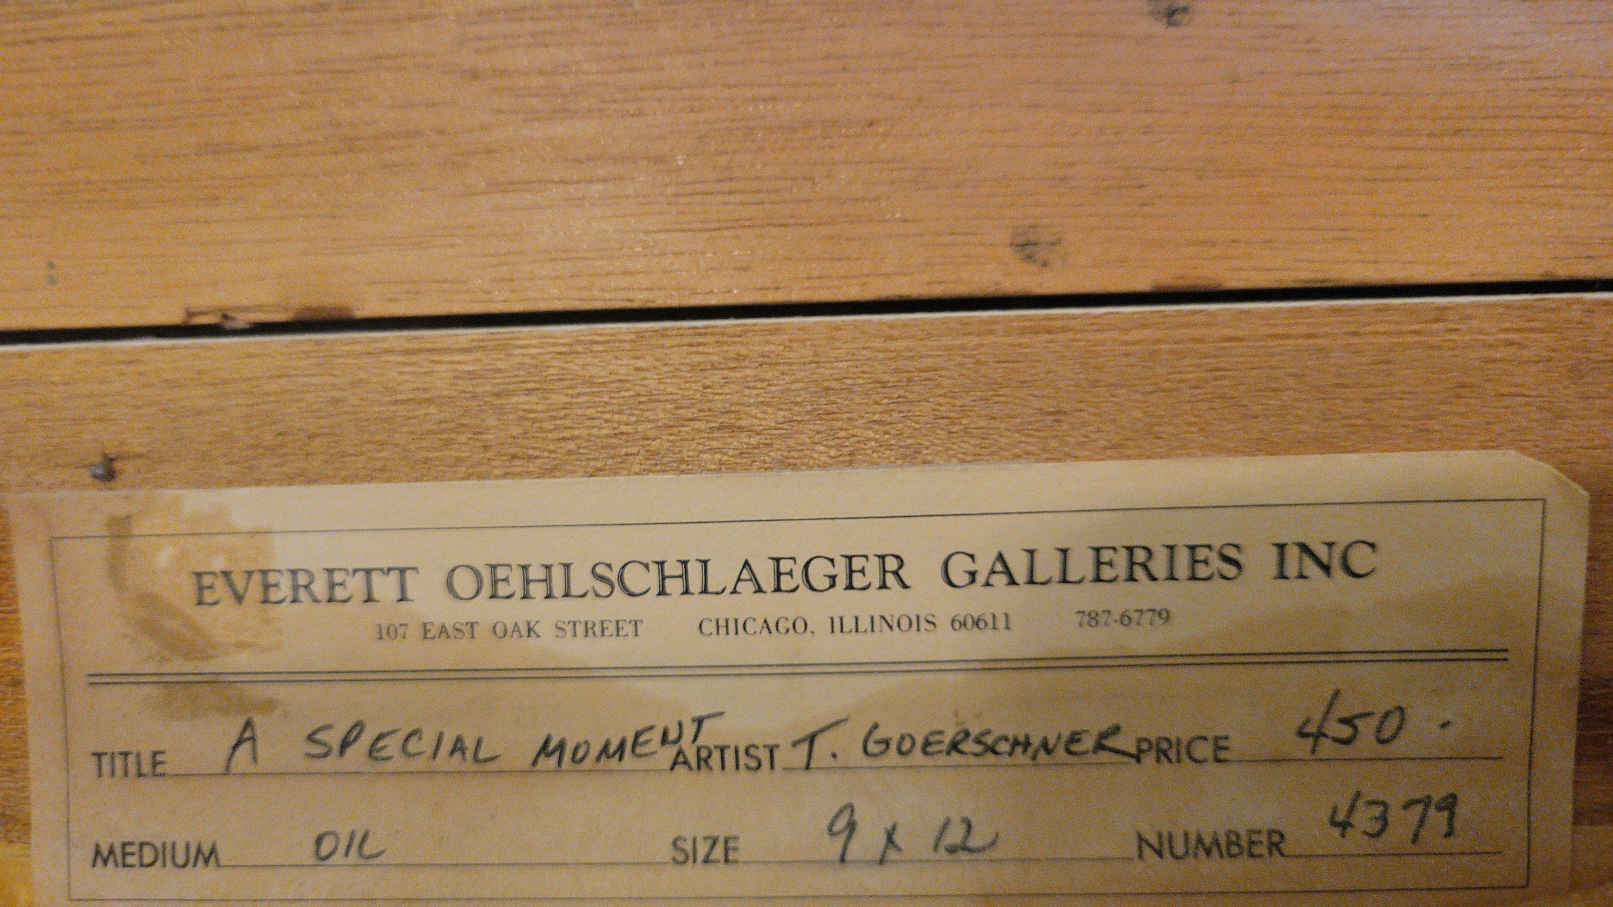 EVERETT OEHLSCHLAEGER GALLERIES INC
107 EAST OAK STREET CHICAGO, ILLINOIS 60611 787-6779
TITLE A SPECIAL MOMENT ARTIST T. GOERSCHNER PRICE 450.
MEDIUM OIL SIZE 9 x 12 NUMBER 4379